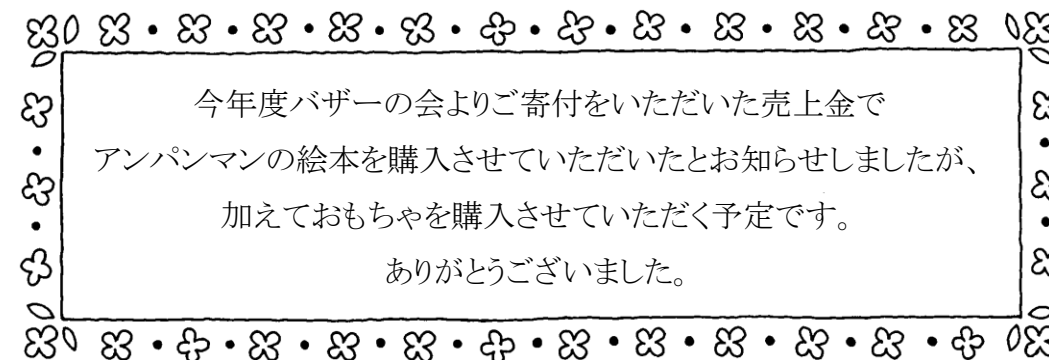 今年度バザーの会よりご寄付をいただいた売上金で
アンパンマンの絵本を購入させていただいたとお知らせしましたが、
加えておもちゃを購入させていただく予定です。
ありがとうございました。